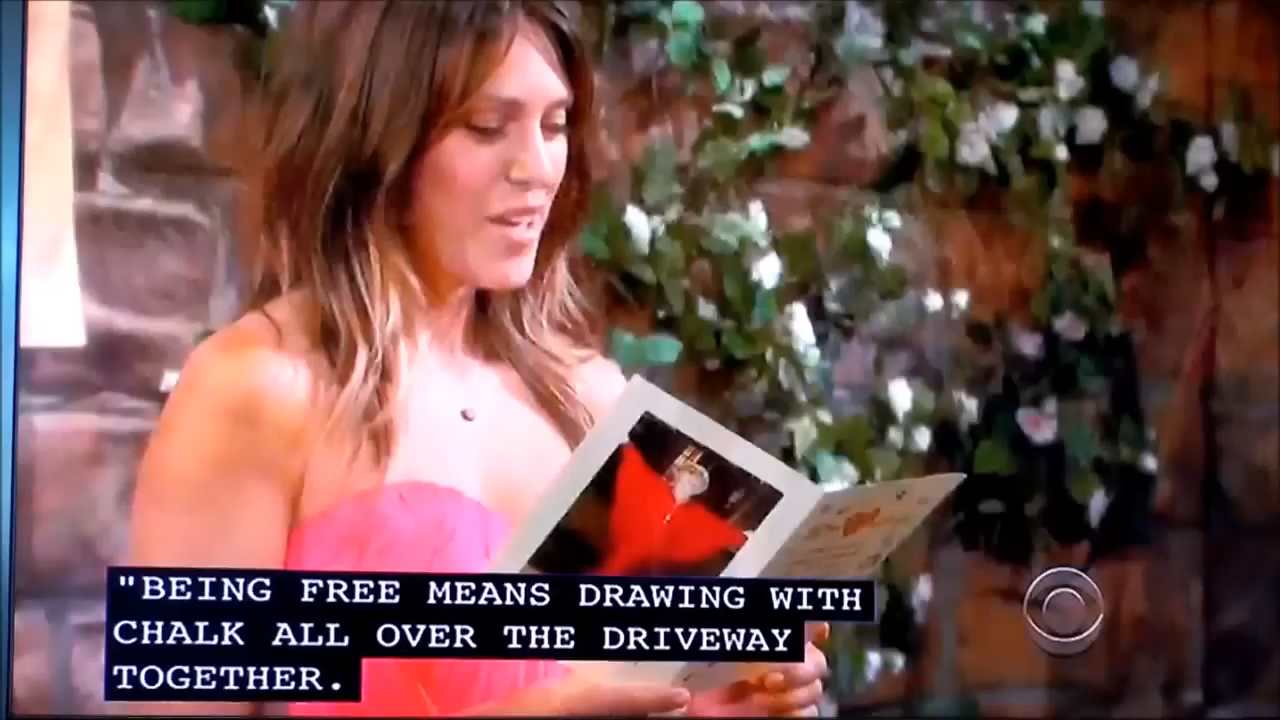 "BEING FREE MEANS DRAWING WITH
CHALK ALL OVER THE DRIVEWAY
TOGETHER.